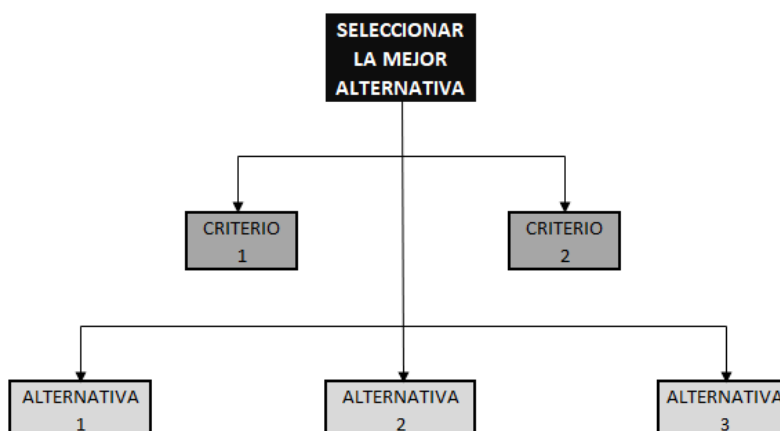 SELECCIONAR
LA MEJOR
ALTERNATIVA
CRITERIO
1
CRITERIO
2
ALTERNATIVA
1
ALTERNATIVA
2
ALTERNATIVA
3